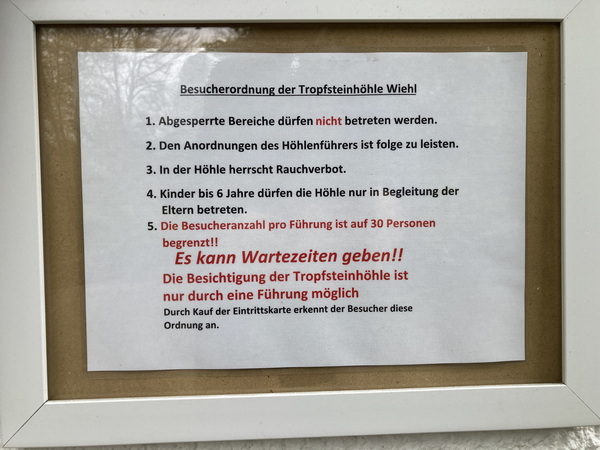 Besucherordnung der Tropfsteinhöhle Wiehl
1. Abgesperrte Bereiche dürfen nicht betreten werden.
2. Den Anordnungen des Höhlenführers ist folge zu leisten.
3. In der Höhle herrscht Rauchverbot.
4. Kinder bis 6 Jahre dürfen die Höhle nur in Begleitung der
Eltern betreten.
5. Die Besucheranzahl pro Führung ist auf 30 Personen
begrenzt!!
Es kann Wartezeiten geben!!
Die Besichtigung der Tropfsteinhöhle ist
nur durch eine Führung möglich
Durch Kauf der Eintrittskarte erkennt der Besucher diese
Ordnung an.